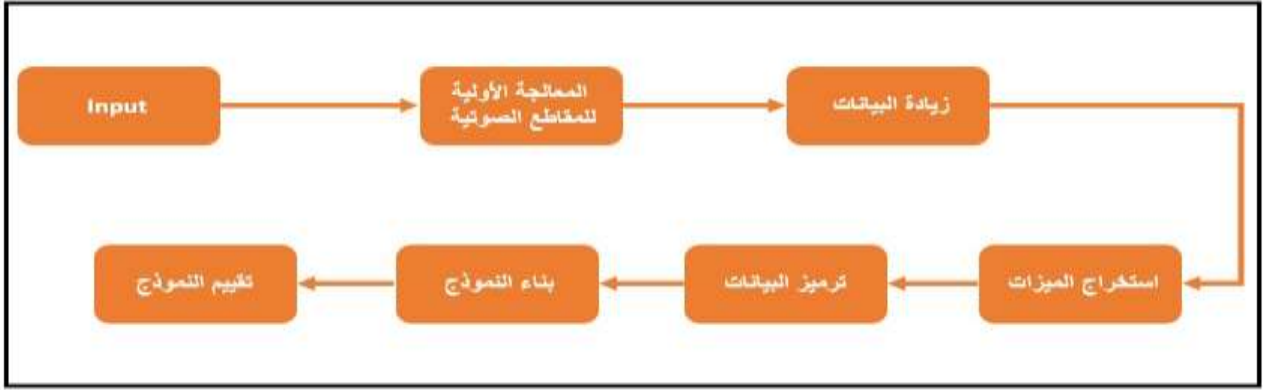 Input
المعالجة الأولية
للمقاطع الصوتية
زيادة البيانات
استخراج الميزات
ترميز البيانات
بناء النموذج
تقييم النموذج